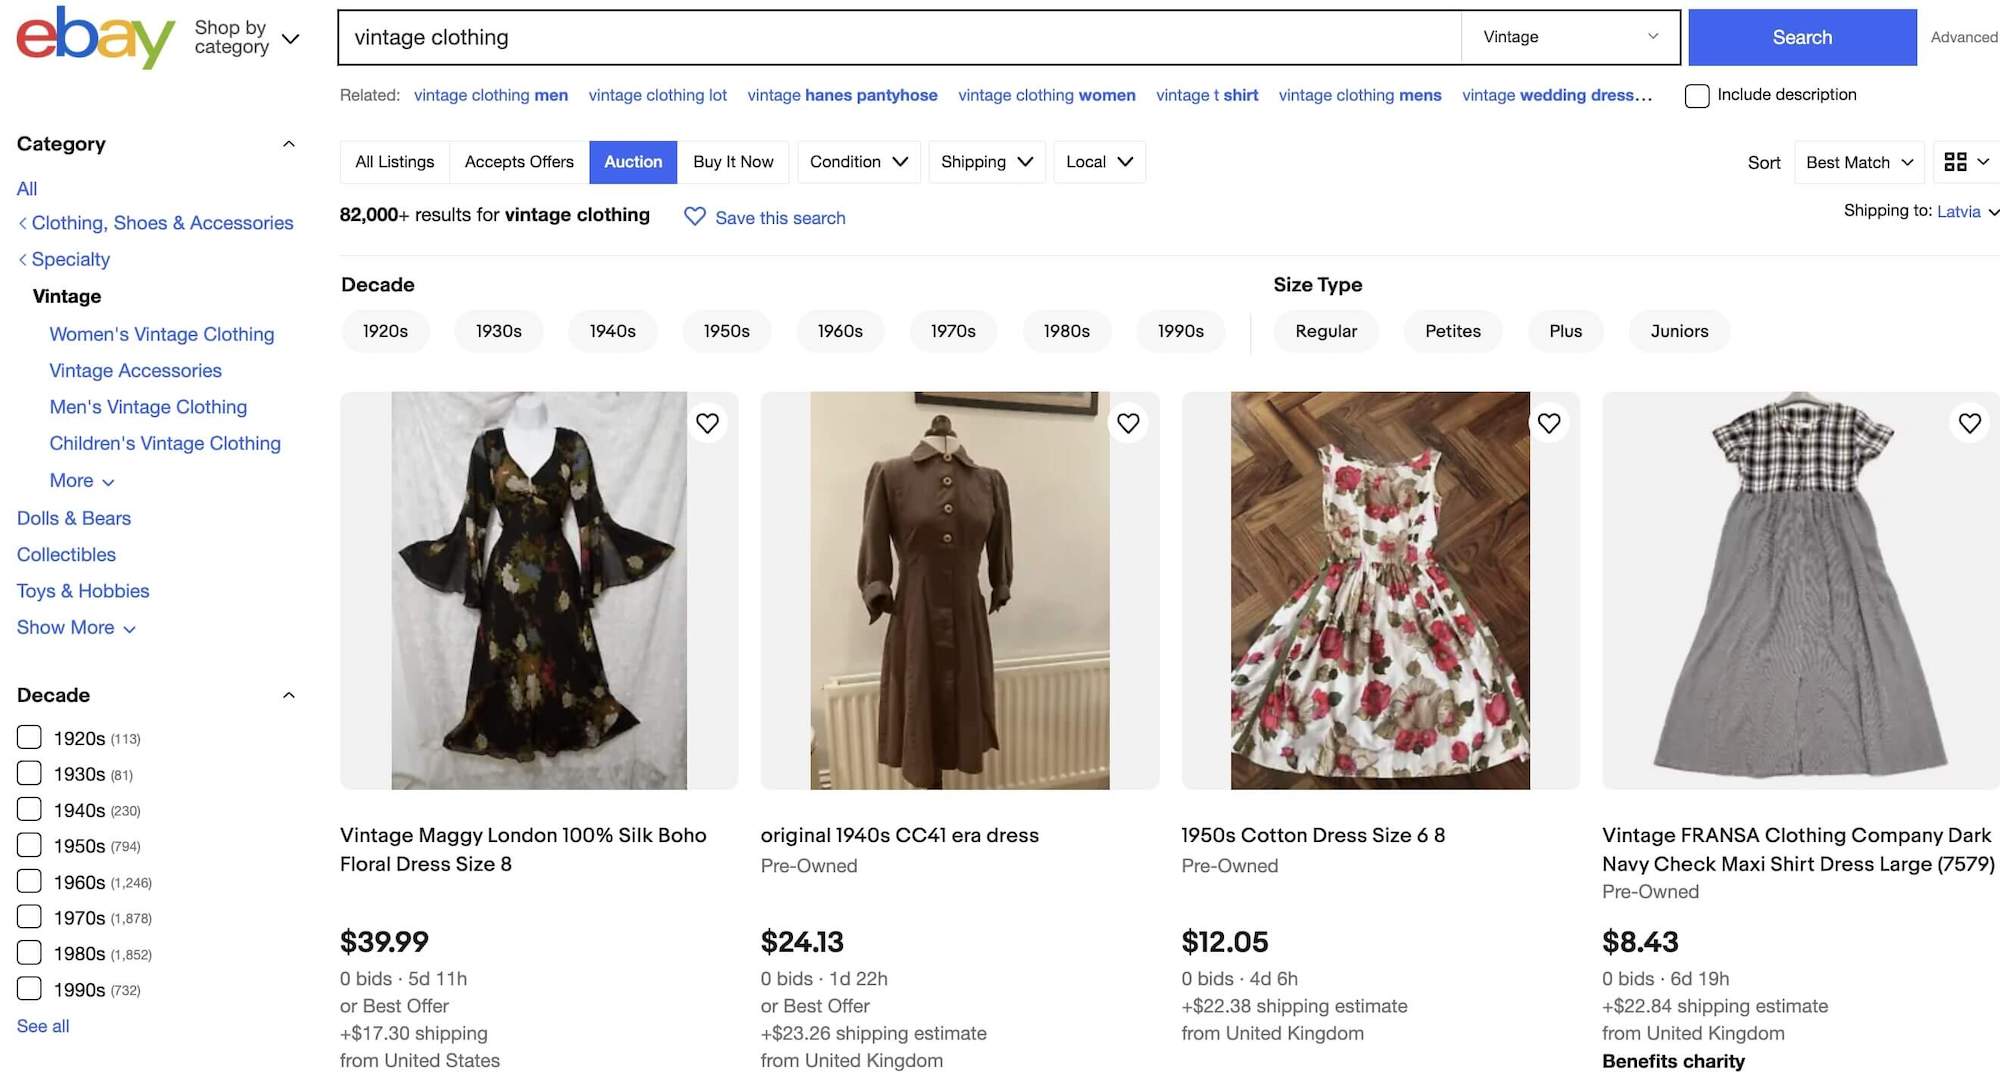 ebay
Shop by
category
vintage clothing
Vintage
Search
Advanced
Related: vintage clothing men vintage clothing lot vintage hanes pantyhose vintage clothing women vintage t shirt vintage clothing mens vintage wedding dress...
Include description
Category
All
Clothing, Shoes & Accessories
Specialty
Vintage
Women's Vintage Clothing
Vintage Accessories
Men's Vintage Clothing
Children's Vintage Clothing
More
Dolls & Bears
Collectibles
Toys & Hobbies
Show More
Decade
1920s (113)
1930s (81)
1940s (230)
1950s (794)
1960s (1,246)
1970s (1,878)
1980s (1,852)
1990s (732)
See all
All Listings Accepts Offers Auction Buy It Now Condition Shipping Local
Sort Best Match
82,000+ results for vintage clothing Save this search
Shipping to: Latvia
Decade
1920s 1930s 1940s 1950s 1960s 1970s 1980s 1990s
Size Type
Regular Petites Plus Juniors
Vintage Maggy London 100% Silk Boho
Floral Dress Size 8
$39.99
0 bids · 5d 11h
or Best Offer
+$17.30 shipping
from United States
original 1940s CC41 era dress
Pre-Owned
$24.13
0 bids · 1d 22h
or Best Offer
+$23.26 shipping estimate
from United Kingdom
1950s Cotton Dress Size 6 8
Pre-Owned
$12.05
0 bids · 4d 6h
+$22.38 shipping estimate
from United Kingdom
Vintage FRANSA Clothing Company Dark
Navy Check Maxi Shirt Dress Large (7579)
Pre-Owned
$8.43
0 bids · 6d 19h
+$22.84 shipping estimate
from United Kingdom
Benefits charity